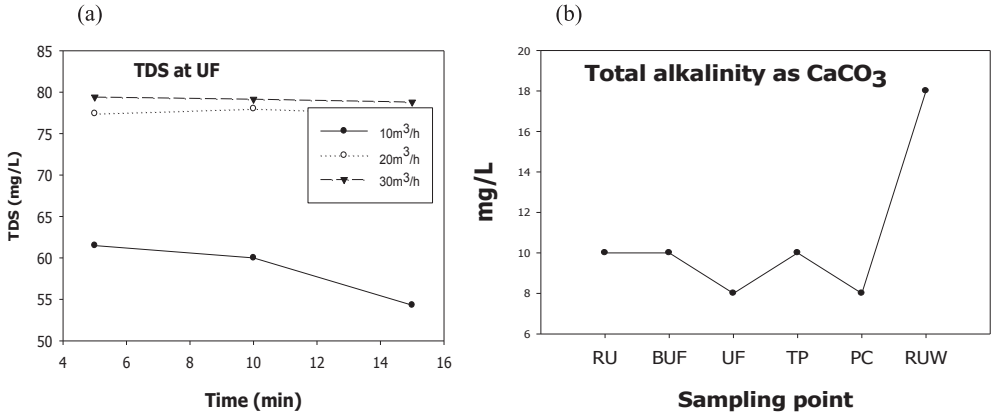 (a)
TDS at UF
TDS (mg/L)
85
80
75
70
65
60
55
50
4
6
8
10
12
14
16
Time (min)
10m³/h
20m³/h
30m³/h
(b)
Total alkalinity as CaCO₃
mg/L
20
18
16
14
12
10
8
6
RU
BUF
UF
TP
PC
RUW
Sampling point